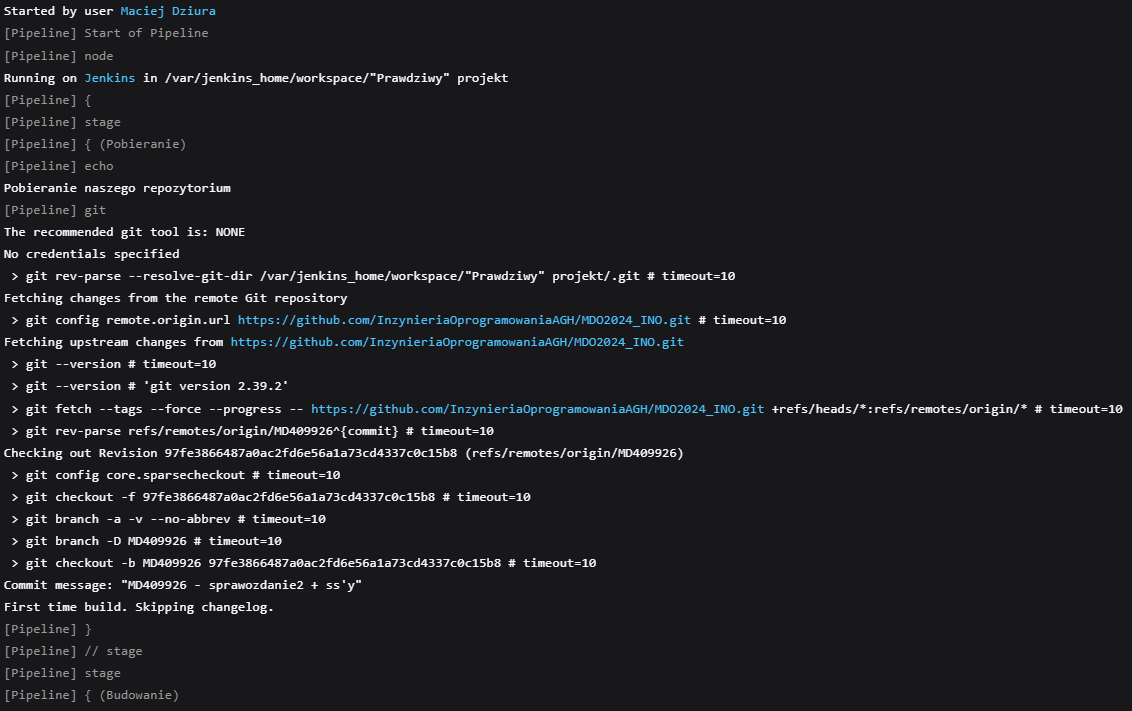 Started by user Maciej Dziura
[Pipeline] Start of Pipeline
[Pipeline] node
Running on Jenkins in /var/jenkins_home/workspace/"Prawdziwy" projekt
[Pipeline] {
[Pipeline] stage
[Pipeline] { (Pobieranie)
[Pipeline] echo
Pobieranie naszego repozytorium
[Pipeline] git
The recommended git tool is: NONE
No credentials specified
 > git rev-parse --resolve-git-dir /var/jenkins_home/workspace/"Prawdziwy" projekt/.git # timeout=10
Fetching changes from the remote Git repository
 > git config remote.origin.url https://github.com/InzynieriaOprogramowaniaAGH/MDO2024_INO.git # timeout=10
Fetching upstream changes from https://github.com/InzynieriaOprogramowaniaAGH/MDO2024_INO.git
 > git --version # timeout=10
 > git --version # 'git version 2.39.2'
 > git fetch --tags --force --progress -- https://github.com/InzynieriaOprogramowaniaAGH/MDO2024_INO.git +refs/heads/*:refs/remotes/origin/* # timeout=10
 > git rev-parse refs/remotes/origin/MD409926^{commit} # timeout=10
Checking out Revision 97fe3866487a0ac2fd6e56a1a73cd4337c0c15b8 (refs/remotes/origin/MD409926)
 > git config core.sparsecheckout # timeout=10
 > git checkout -f 97fe3866487a0ac2fd6e56a1a73cd4337c0c15b8 # timeout=10
 > git branch -a -v --no-abbrev # timeout=10
 > git branch -D MD409926 # timeout=10
 > git checkout -b MD409926 97fe3866487a0ac2fd6e56a1a73cd4337c0c15b8 # timeout=10
Commit message: "MD409926 - sprawozdanie2 + ss'y"
First time build. Skipping changelog.
[Pipeline] }
[Pipeline] // stage
[Pipeline] stage
[Pipeline] { (Budowanie)